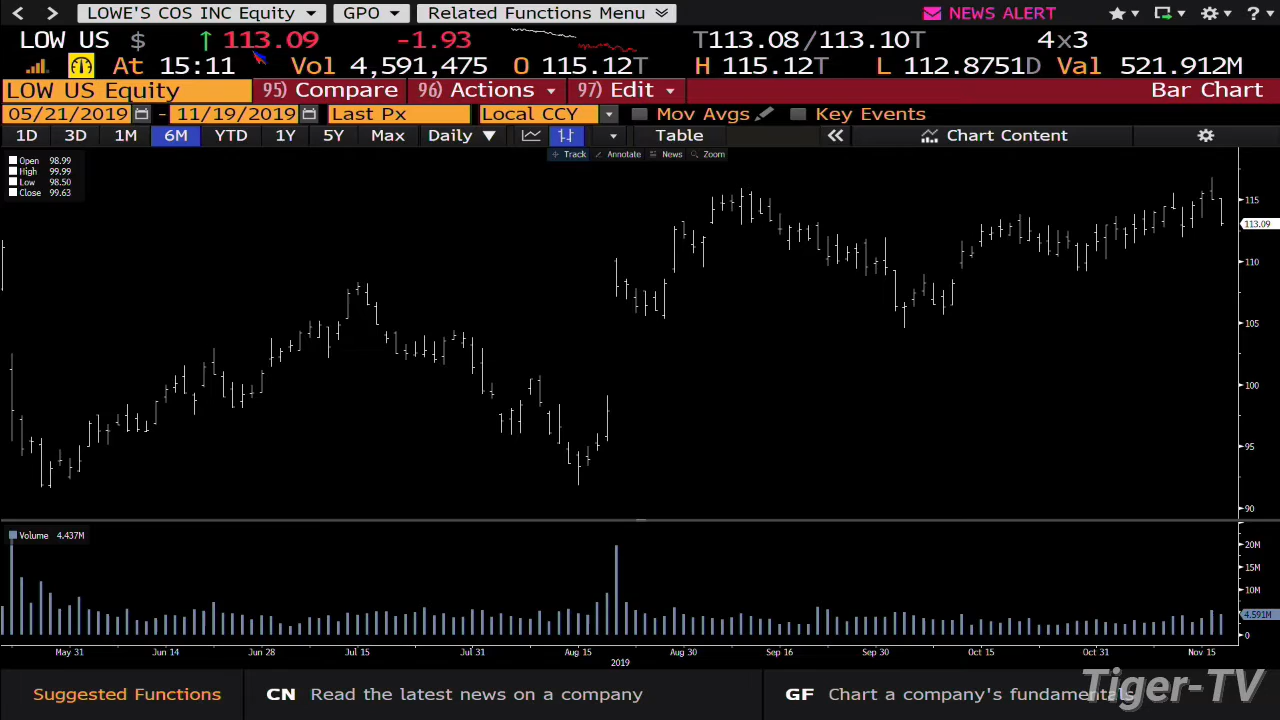 LOWE'S COS INC Equity GPO Related Functions Menu NEWS ALERT ?
LOW US $ ↑ 113.09 -1.93 T113.08/113.10T 4x3
At 15:11 Vol 4,591,475 O 115.12T H 115.12T L 112.8751D Val 521.912M
LOW US Equity 95) Compare 96) Actions 97) Edit Bar Chart
05/21/2019 - 11/19/2019 Last Px Local CCY Mov Avgs Key Events
1D 3D 1M 6M YTD 1Y 5Y Max Daily ▼ Table « Chart Content
Track Annotate News Zoom
Open 98.99
High 99.99
Low 98.50
Close 99.63
115
113.09
110
105
100
95
90
Volume 4.437M
20M
15M
10M
4.591M
0
May 31 Jun 14 Jun 28 Jul 15 Jul 31 Aug 15 Aug 30 Sep 16 Sep 30 Oct 15 Oct 31 Nov 15
2019
Suggested Functions CN Read the latest news on a company GF Chart a company's fundamentals
Tiger-TV